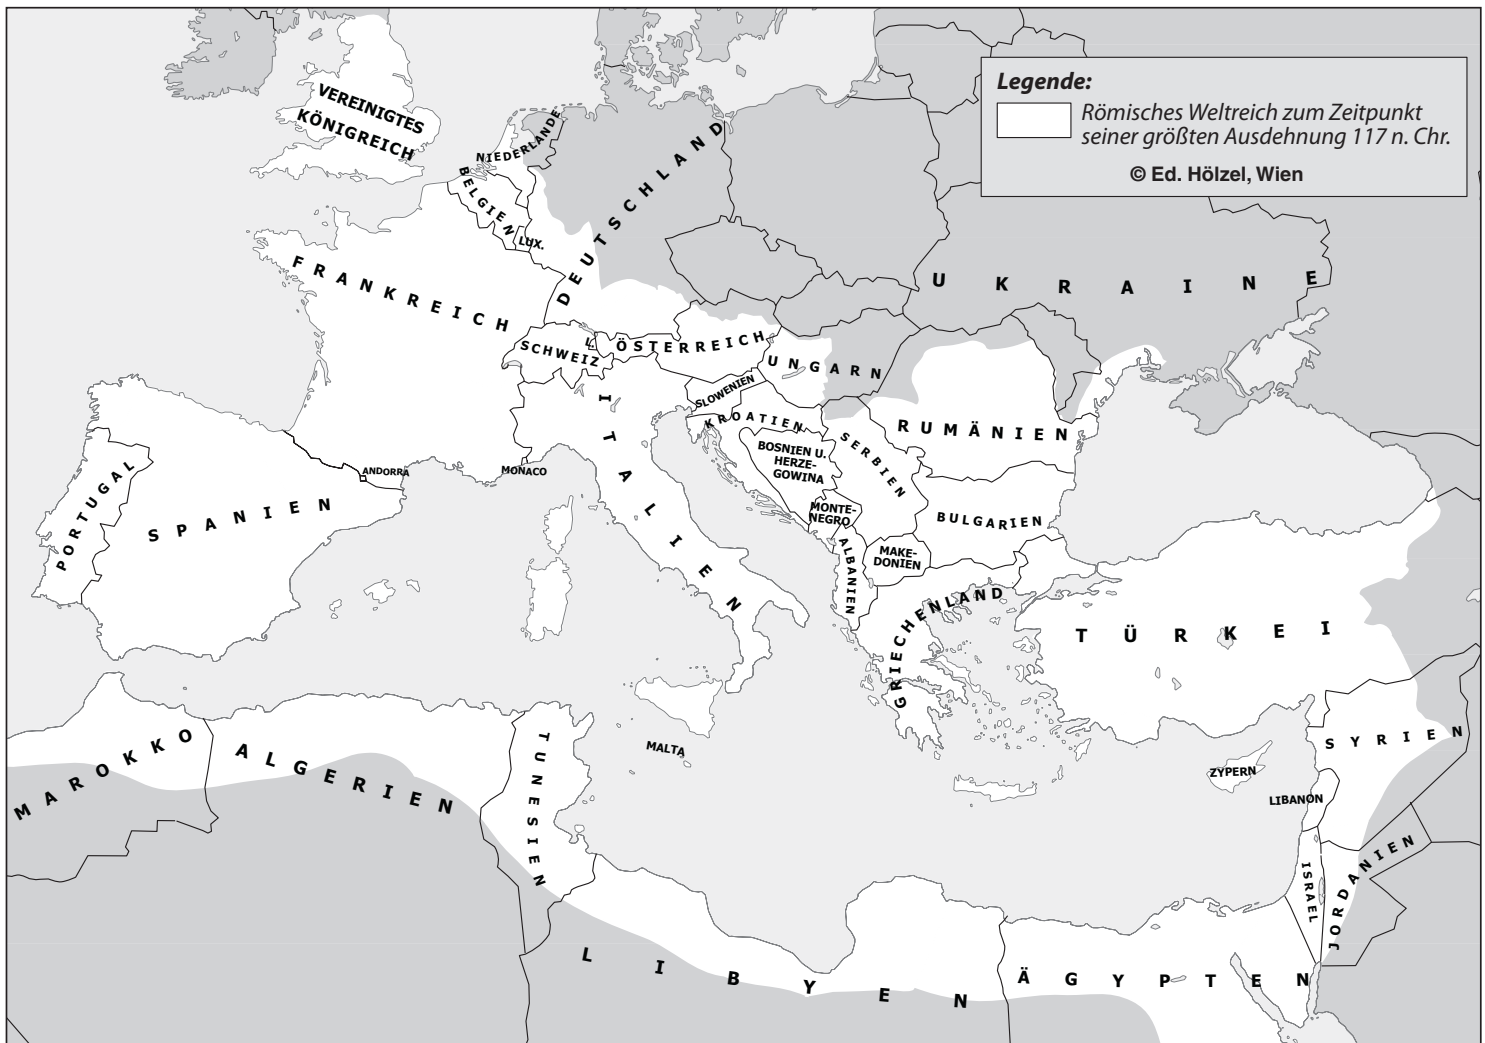 Legende:
Römisches Weltreich zum Zeitpunkt
seiner größten Ausdehnung 117 n. Chr.
© Ed. Hölzel, Wien
VEREINIGTES
KÖNIGREICH
NIEDERLANDE
BELGIEN
LUX.
DEUTSCHLAND
FRANKREICH
UKRAINE
L.
ÖSTERREICH
SCHWEIZ
UNGARN
SLOWENIEN
KROATIEN
RUMÄNIEN
ITALIEN
SERBIEN
BOSNIEN U.
HERZE-
GOWINA
PORTUGAL
SPANIEN
ANDORRA
MONACO
MONTE-
NEGRO
BULGARIEN
ALBANIEN
MAKE-
DONIEN
GRIECHENLAND
TÜRKEI
MAROKKO
ALGERIEN
TUNESIEN
MALTA
SYRIEN
ZYPERN
LIBANON
ISRAEL
JORDANIEN
LIBYEN
ÄGYPTEN